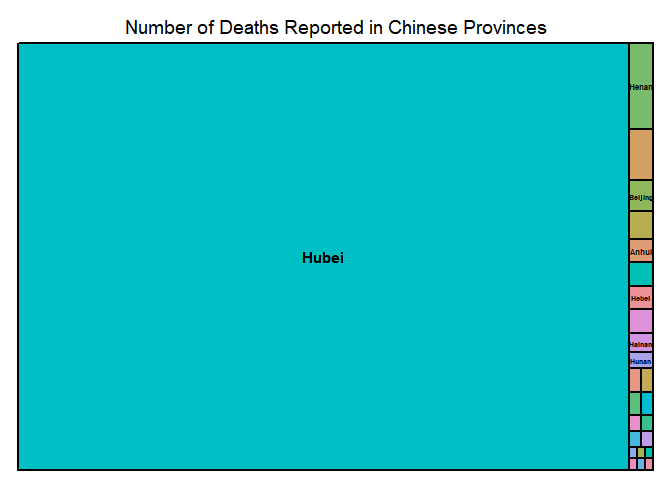 Number of Deaths Reported in Chinese Provinces
Henan
Beijing
Hubei
Anhui
Hebei
Hainan
Hunan